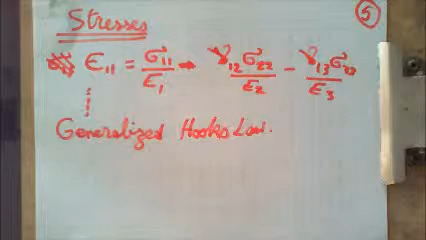 Stresses
5
ε₁₁ = σ₁₁/E₁ - ν₁₂σ₂₂/E₂ - ν₁₃σ₃₃/E₃
Generalized Hooks Law.